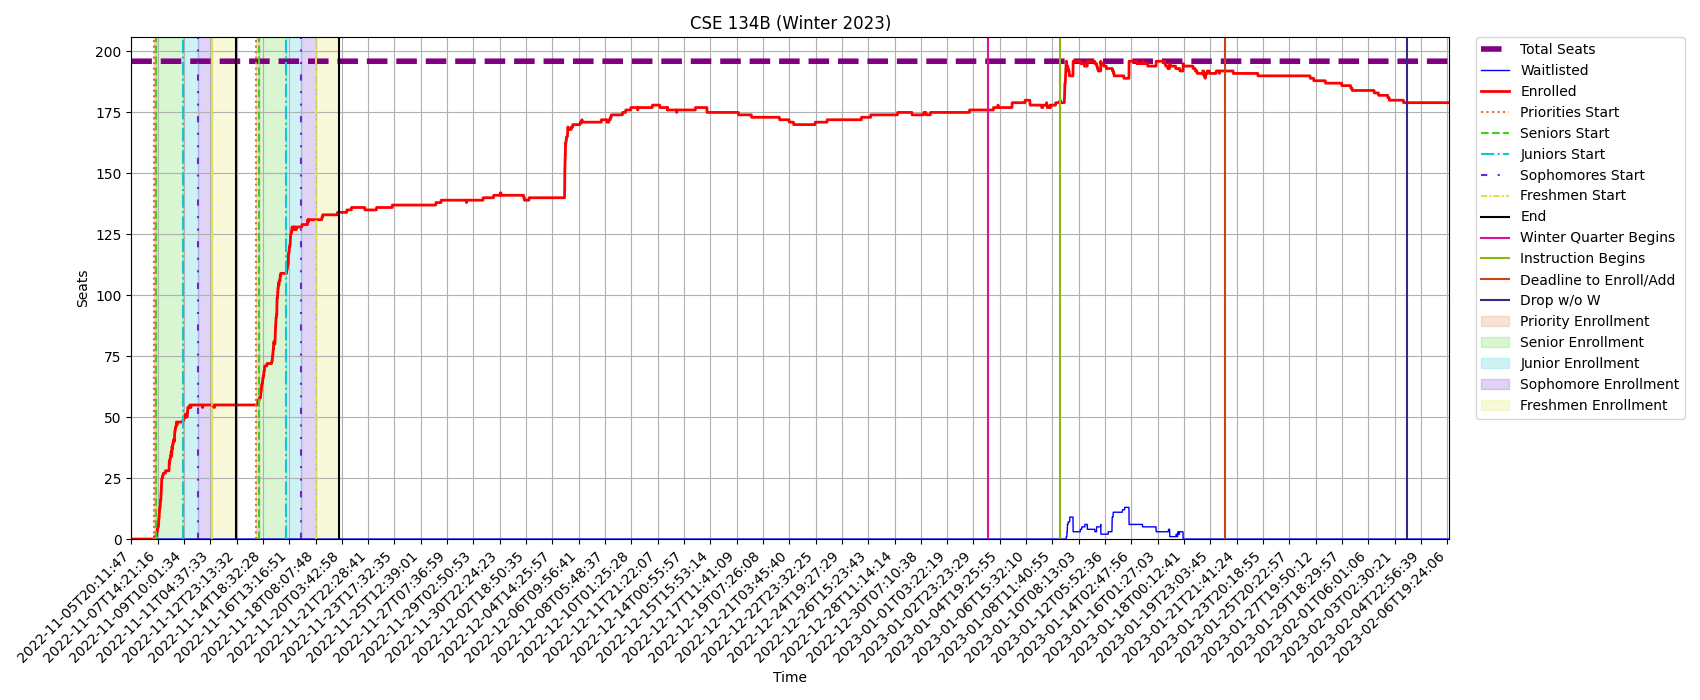 CSE 134B (Winter 2023)
Seats
200
175
150
125
100
75
50
25
0
2022-11-05T20:11:47
2022-11-07T14:21:16
2022-11-09T10:01:34
2022-11-11T04:37:33
2022-11-12T23:13:32
2022-11-14T18:32:28
2022-11-16T13:16:51
2022-11-18T08:07:48
2022-11-20T03:42:58
2022-11-21T22:28:41
2022-11-23T17:32:35
2022-11-25T12:39:01
2022-11-27T07:36:59
2022-11-29T02:50:53
2022-11-30T22:24:23
2022-12-02T18:50:35
2022-12-04T14:25:57
2022-12-06T09:56:41
2022-12-08T05:48:37
2022-12-10T01:25:28
2022-12-11T21:22:07
2022-12-14T00:55:57
2022-12-15T15:53:14
2022-12-17T11:41:09
2022-12-19T07:26:08
2022-12-21T03:45:40
2022-12-22T23:32:25
2022-12-24T19:27:29
2022-12-26T15:23:43
2022-12-28T11:14:14
2022-12-30T07:10:38
2023-01-01T03:22:19
2023-01-02T23:23:29
2023-01-04T19:25:55
2023-01-06T15:32:10
2023-01-08T11:40:55
2023-01-10T08:13:03
2023-01-12T05:52:36
2023-01-14T02:47:56
2023-01-16T01:27:03
2023-01-18T00:12:41
2023-01-19T23:03:45
2023-01-21T21:41:24
2023-01-23T20:18:55
2023-01-25T20:22:57
2023-01-27T19:50:12
2023-01-29T18:29:57
2023-02-01T06:01:06
2023-02-03T02:30:21
2023-02-04T22:56:39
2023-02-06T19:24:06
Time
Total Seats
Waitlisted
Enrolled
Priorities Start
Seniors Start
Juniors Start
Sophomores Start
Freshmen Start
End
Winter Quarter Begins
Instruction Begins
Deadline to Enroll/Add
Drop w/o W
Priority Enrollment
Senior Enrollment
Junior Enrollment
Sophomore Enrollment
Freshmen Enrollment